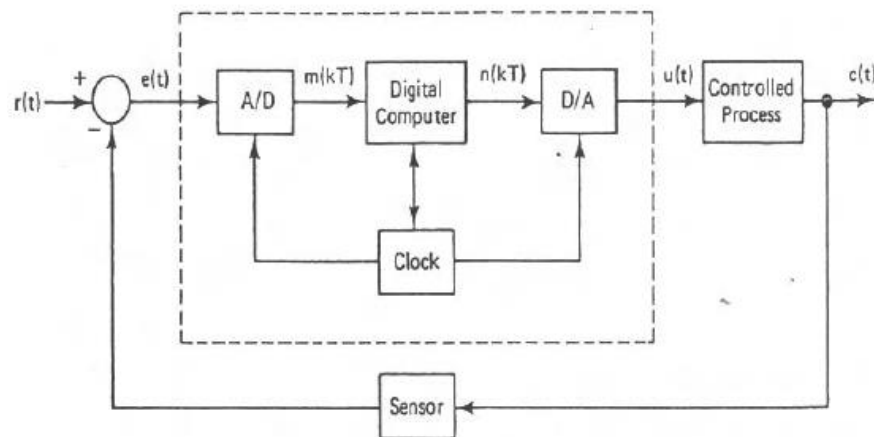 +
r(t)
−
e(t)
A/D
m(kT)
Digital
Computer
n(kT)
D/A
u(t)
Controlled
Process
c(t)
Clock
Sensor